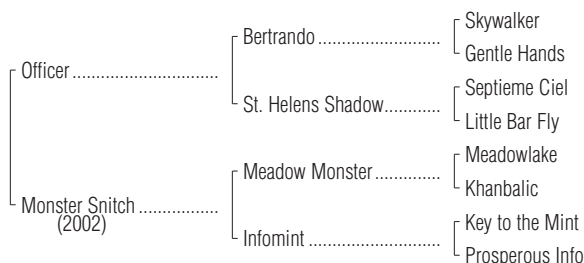 Skywalker
Bertrando ..............................
Gentle Hands
Officer ....................................
Septieme Ciel
St. Helens Shadow..............
Little Bar Fly
Meadowlake
Meadow Monster ................
Khanbalic
Monster Snitch ....................
(2002)
Key to the Mint
Infomint ................................
Prosperous Info